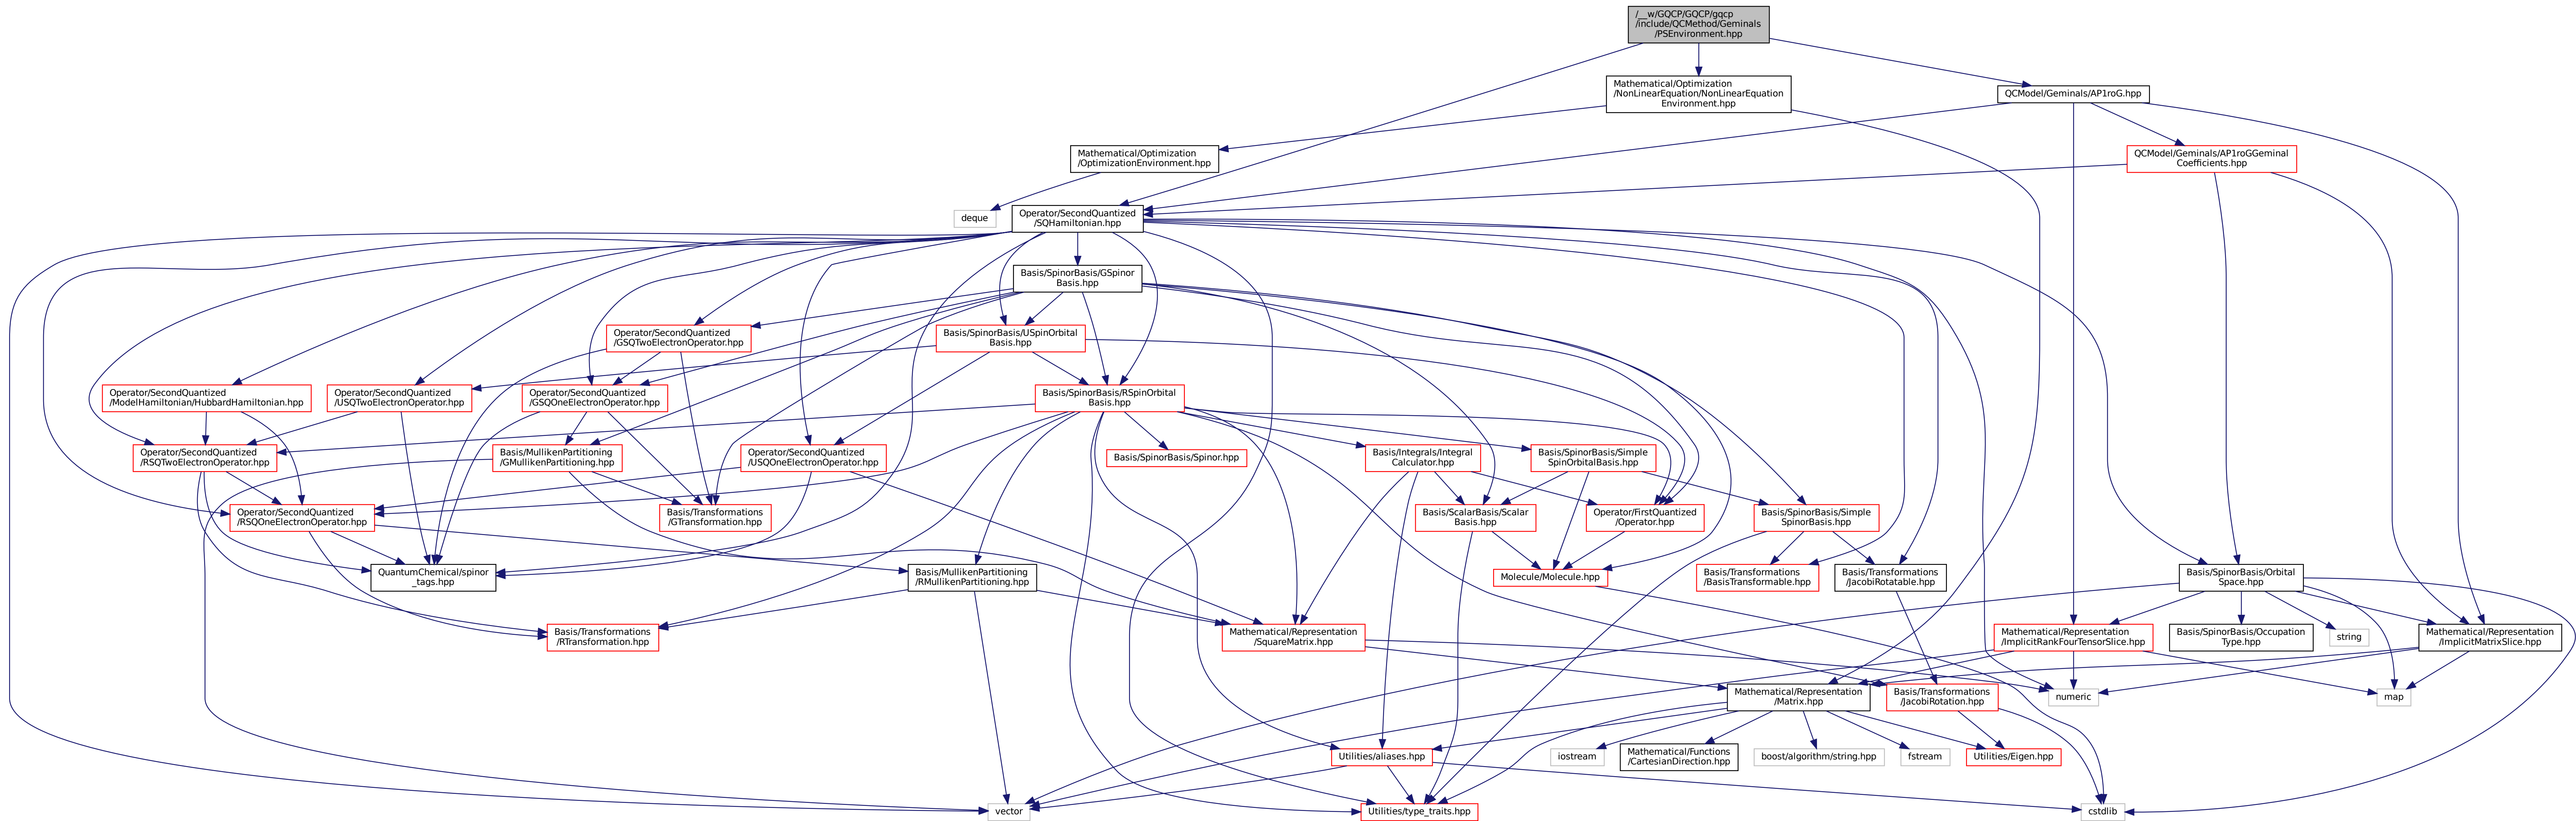 /__w/GQCP/GQCP/gqcp
/include/QCMethod/Geminals
/PSEnvironment.hpp
Mathematical/Optimization
/NonLinearEquation/NonLinearEquation
Environment.hpp
QCModel/Geminals/AP1roG.hpp
Mathematical/Optimization
/OptimizationEnvironment.hpp
QCModel/Geminals/AP1roGGeminal
Coefficients.hpp
deque
Operator/SecondQuantized
/SQHamiltonian.hpp
Basis/SpinorBasis/GSpinor
Basis.hpp
Operator/SecondQuantized
/GSQTwoElectronOperator.hpp
Basis/SpinorBasis/USpinOrbital
Basis.hpp
Operator/SecondQuantized
/ModelHamiltonian/HubbardHamiltonian.hpp
Operator/SecondQuantized
/USQTwoElectronOperator.hpp
Operator/SecondQuantized
/GSQOneElectronOperator.hpp
Basis/SpinorBasis/RSpinOrbital
Basis.hpp
Operator/SecondQuantized
/RSQTwoElectronOperator.hpp
Basis/MullikenPartitioning
/GMullikenPartitioning.hpp
Operator/SecondQuantized
/USQOneElectronOperator.hpp
Basis/SpinorBasis/Spinor.hpp
Basis/Integrals/Integral
Calculator.hpp
Basis/SpinorBasis/Simple
SpinOrbitalBasis.hpp
Operator/SecondQuantized
/RSQOneElectronOperator.hpp
Basis/Transformations
/GTransformation.hpp
Basis/ScalarBasis/Scalar
Basis.hpp
Operator/FirstQuantized
/Operator.hpp
Basis/SpinorBasis/Simple
SpinorBasis.hpp
QuantumChemical/spinor
_tags.hpp
Basis/MullikenPartitioning
/RMullikenPartitioning.hpp
Molecule/Molecule.hpp
Basis/Transformations
/BasisTransformable.hpp
Basis/Transformations
/JacobiRotatable.hpp
Basis/SpinorBasis/Orbital
Space.hpp
Basis/Transformations
/RTransformation.hpp
Mathematical/Representation
/SquareMatrix.hpp
Mathematical/Representation
/ImplicitRankFourTensorSlice.hpp
Basis/SpinorBasis/Occupation
Type.hpp
string
Mathematical/Representation
/ImplicitMatrixSlice.hpp
Mathematical/Representation
/Matrix.hpp
Basis/Transformations
/JacobiRotation.hpp
numeric
map
Utilities/aliases.hpp
iostream
Mathematical/Functions
/CartesianDirection.hpp
boost/algorithm/string.hpp
fstream
Utilities/Eigen.hpp
vector
Utilities/type_traits.hpp
cstdlib